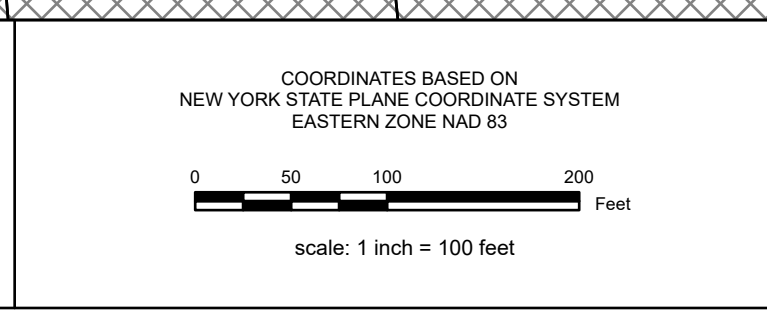 COORDINATES BASED ON
NEW YORK STATE PLANE COORDINATE SYSTEM
EASTERN ZONE NAD 83
0 50 100 200
Feet
scale: 1 inch = 100 feet